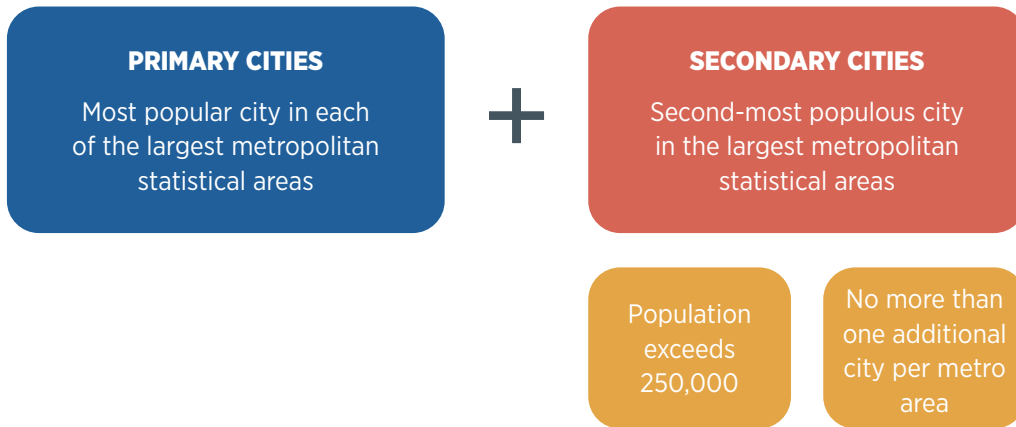 PRIMARY CITIES
Most popular city in each
of the largest metropolitan
statistical areas
+
SECONDARY CITIES
Second-most populous city
in the largest metropolitan
statistical areas
Population
exceeds
250,000
No more than
one additional
city per metro
area